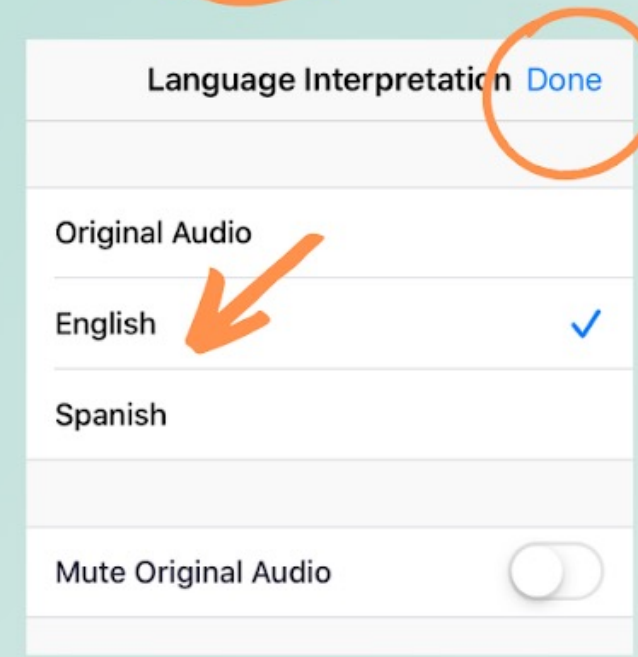 Language Interpretation Done
Original Audio
English
Spanish
Mute Original Audio